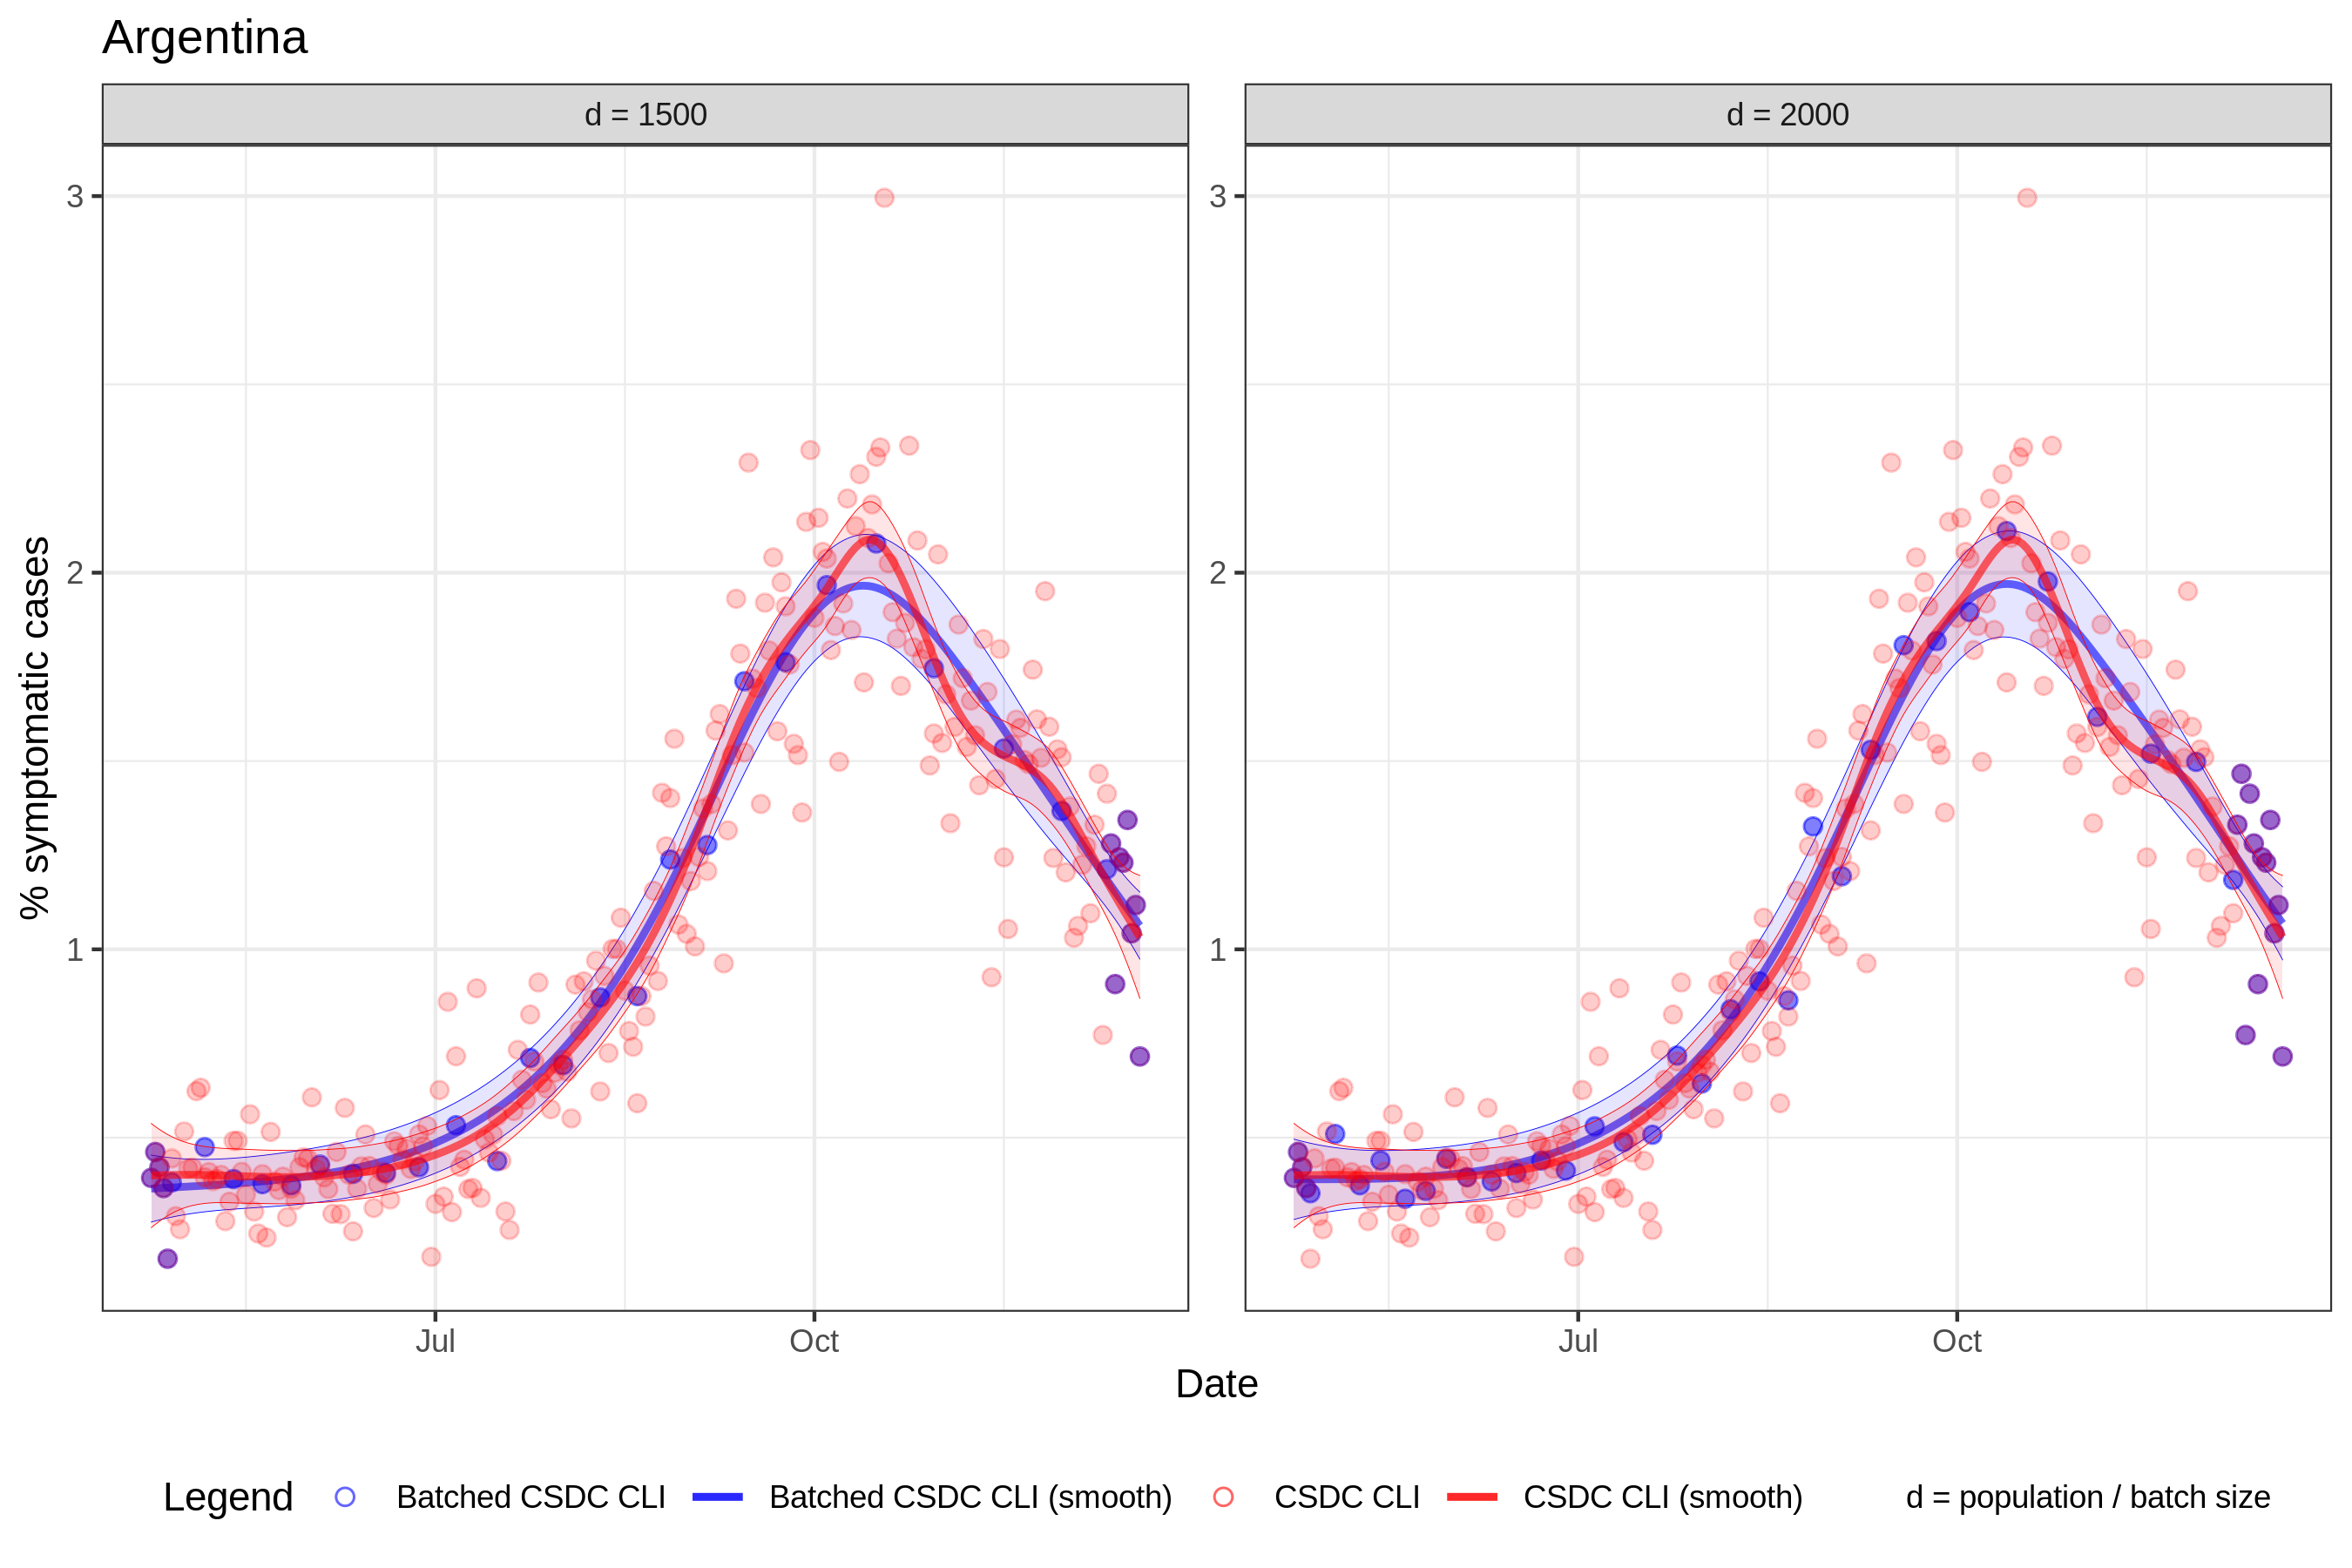 Argentina
d = 1500
d = 2000
% symptomatic cases
3
2
1
3
2
1
Jul
Oct
Jul
Oct
Date
Legend
Batched CSDC CLI
Batched CSDC CLI (smooth)
CSDC CLI
CSDC CLI (smooth)
d = population / batch size